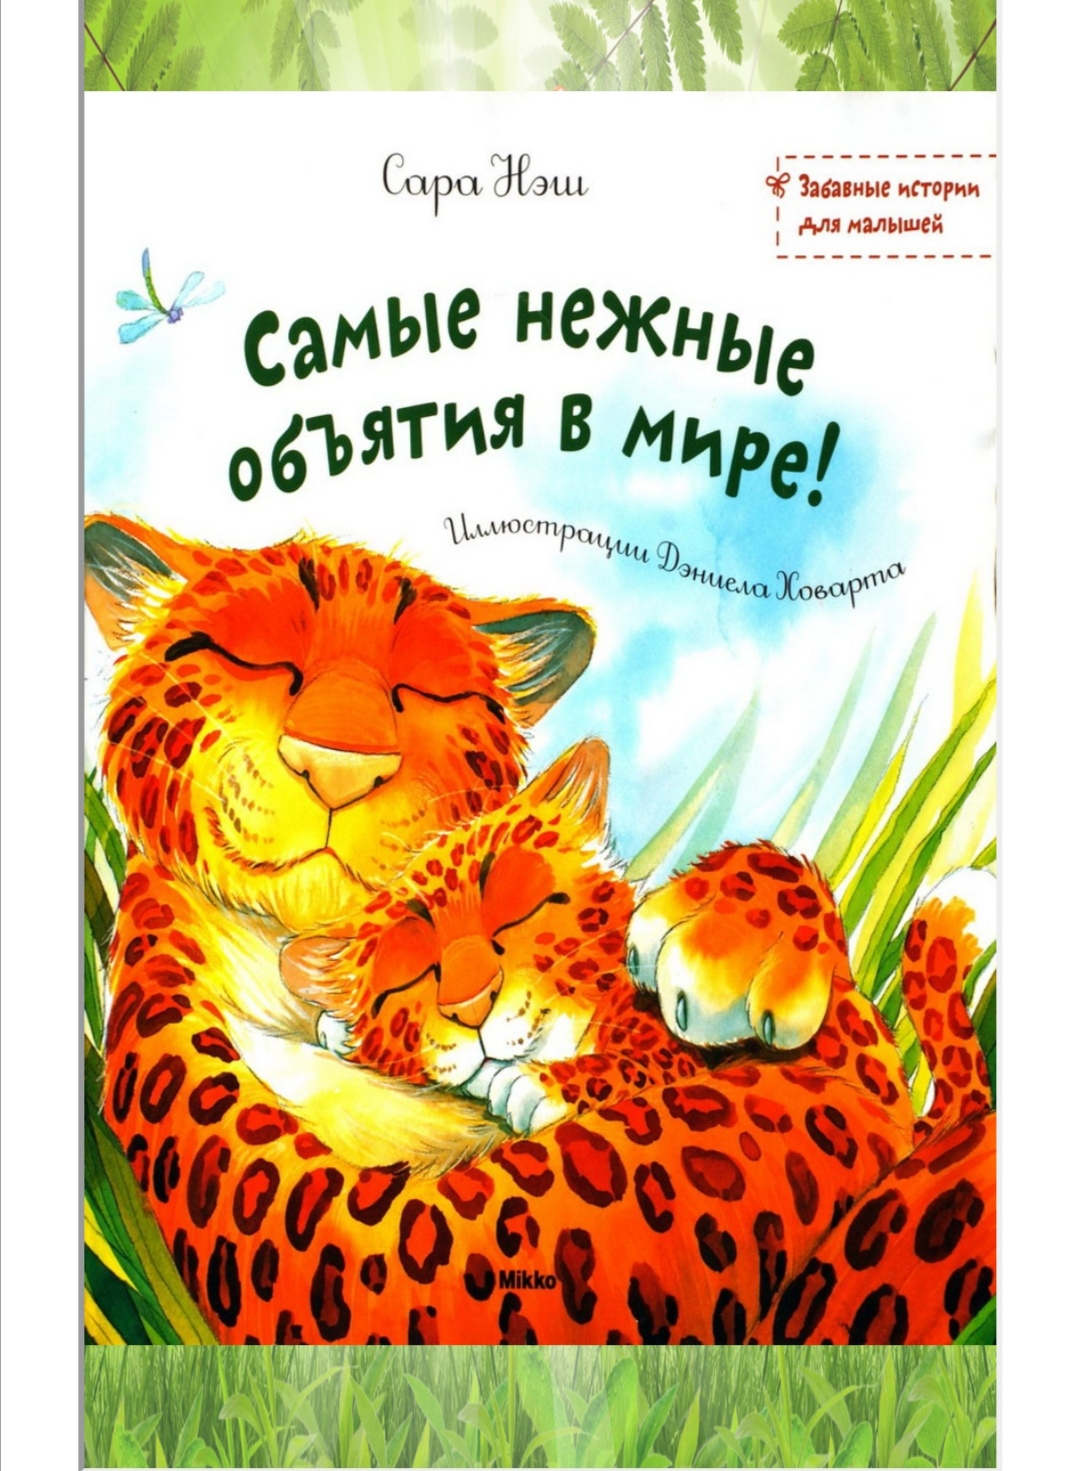 Сара Нэш
Забавные истории
для малышей
Самые нежные
объятия в мире!
Иллюстрации Дэниела Ховарта
Mikko